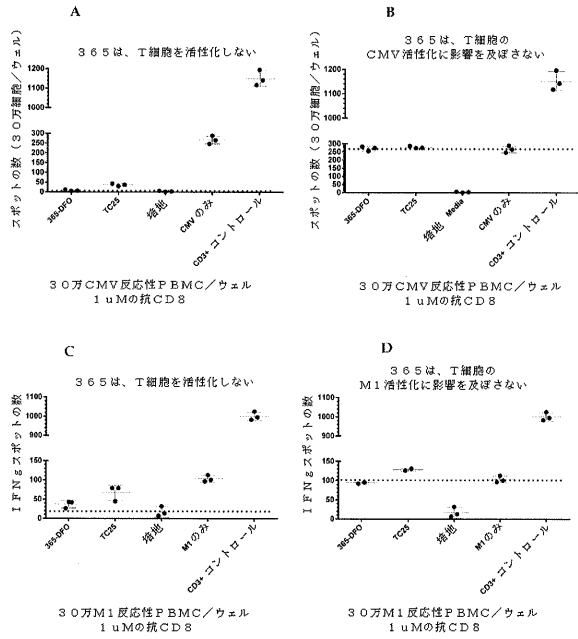 A
365は、T細胞を活性化しない
スポットの数（30万細胞/ウェル）
1200
1100
1000
300
250
200
150
100
50
0
365-DFO
TC25
培地
CMVのみ
CD3+ コントロール
30万CMV反応性PBMC/ウェル
1uMの抗CD8
B
365は、T細胞の
CMV活性化に影響を及ぼさない
スポットの数（30万細胞/ウェル）
1200
1100
1000
300
250
200
150
100
50
0
365-DFO
TC25
培地 Media
CMVのみ
CD3+ コントロール
30万CMV反応性PBMC/ウェル
1uMの抗CD8
C
365は、T細胞を活性化しない
IFNgスポットの数
1100
1000
900
150
100
50
0
365-DFO
TC25
培地
M1のみ
CD3+ コントロール
30万M1反応性PBMC/ウェル
1uMの抗CD8
D
365は、T細胞の
M1活性化に影響を及ぼさない
IFNgスポットの数
1100
1000
900
150
100
50
0
365-DFO
TC25
培地
M1のみ
CD3+ コントロール
30万M1反応性PBMC/ウェル
1uMの抗CD8